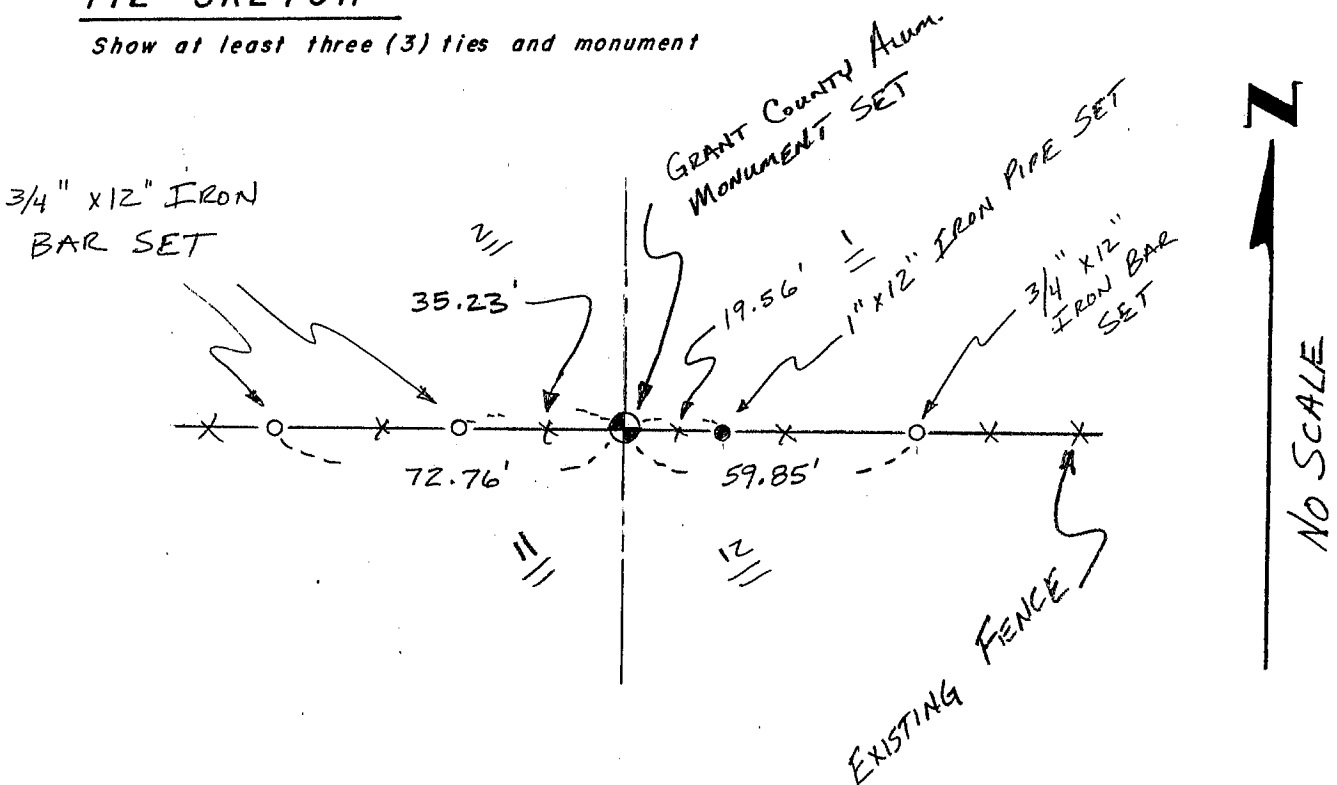 TIE SKETCH
Show at least three (3) ties and monument
GRANT COUNTY ALUM.
MONUMENT SET
1" x 12" IRON PIPE SET
3/4" x 12" IRON
BAR SET
2
1
3/4" x 12"
IRON BAR
SET
35.23'
19.56'
72.76'
59.85'
11
12
EXISTING FENCE
N
NO SCALE